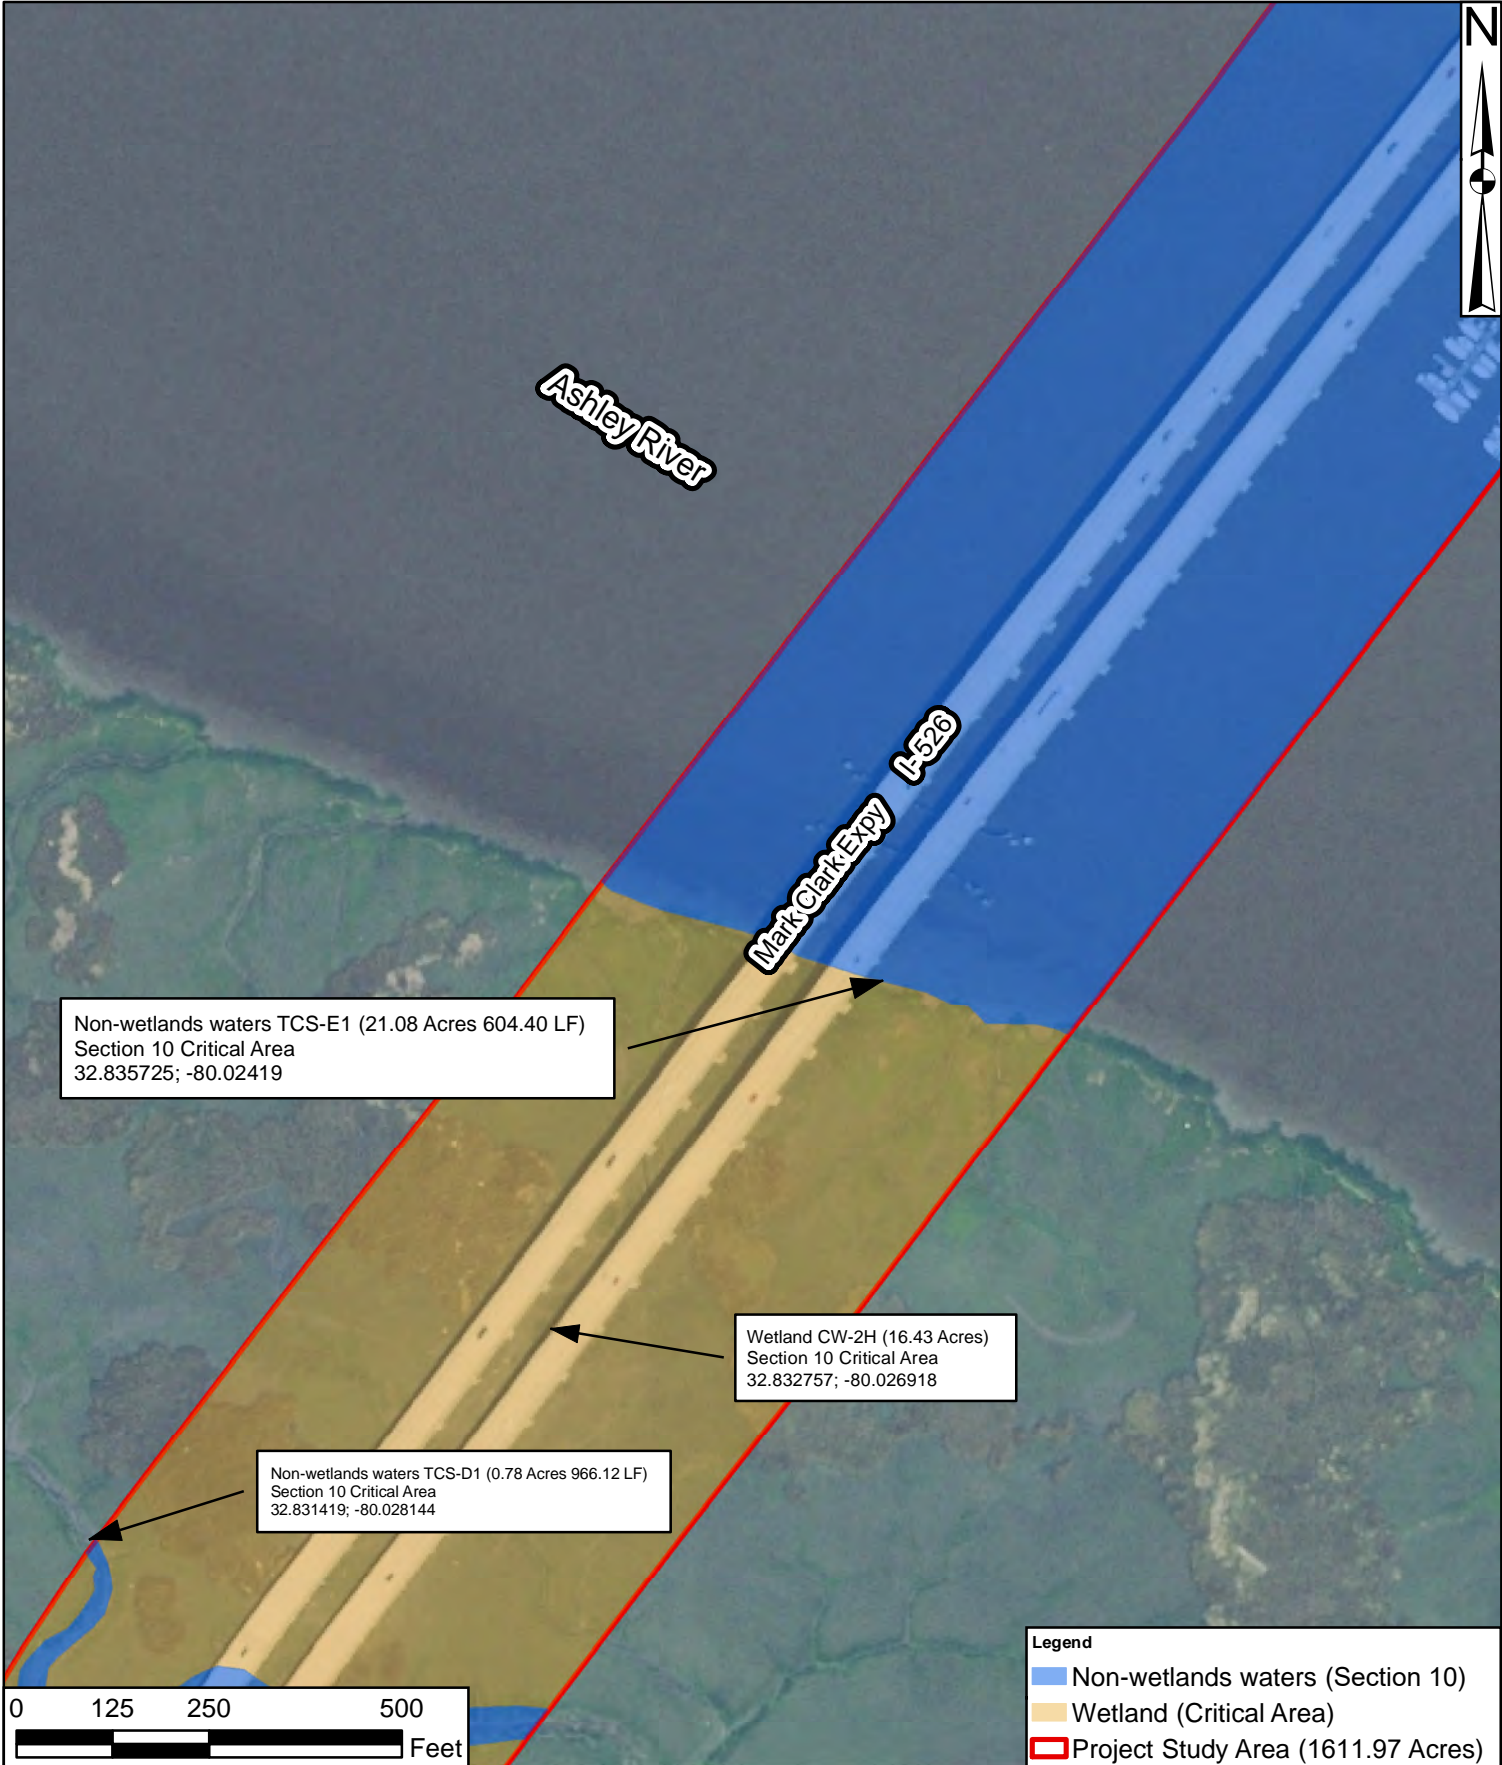 N
Ashley River
I-526
Mark Clark Expy
Non-wetlands waters TCS-E1 (21.08 Acres 604.40 LF)
Section 10 Critical Area
32.835725; -80.02419
Wetland CW-2H (16.43 Acres)
Section 10 Critical Area
32.832757; -80.026918
Non-wetlands waters TCS-D1 (0.78 Acres 966.12 LF)
Section 10 Critical Area
32.831419; -80.028144
Legend
Non-wetlands waters (Section 10)
Wetland (Critical Area)
Project Study Area (1611.97 Acres)
0 125 250 500
Feet